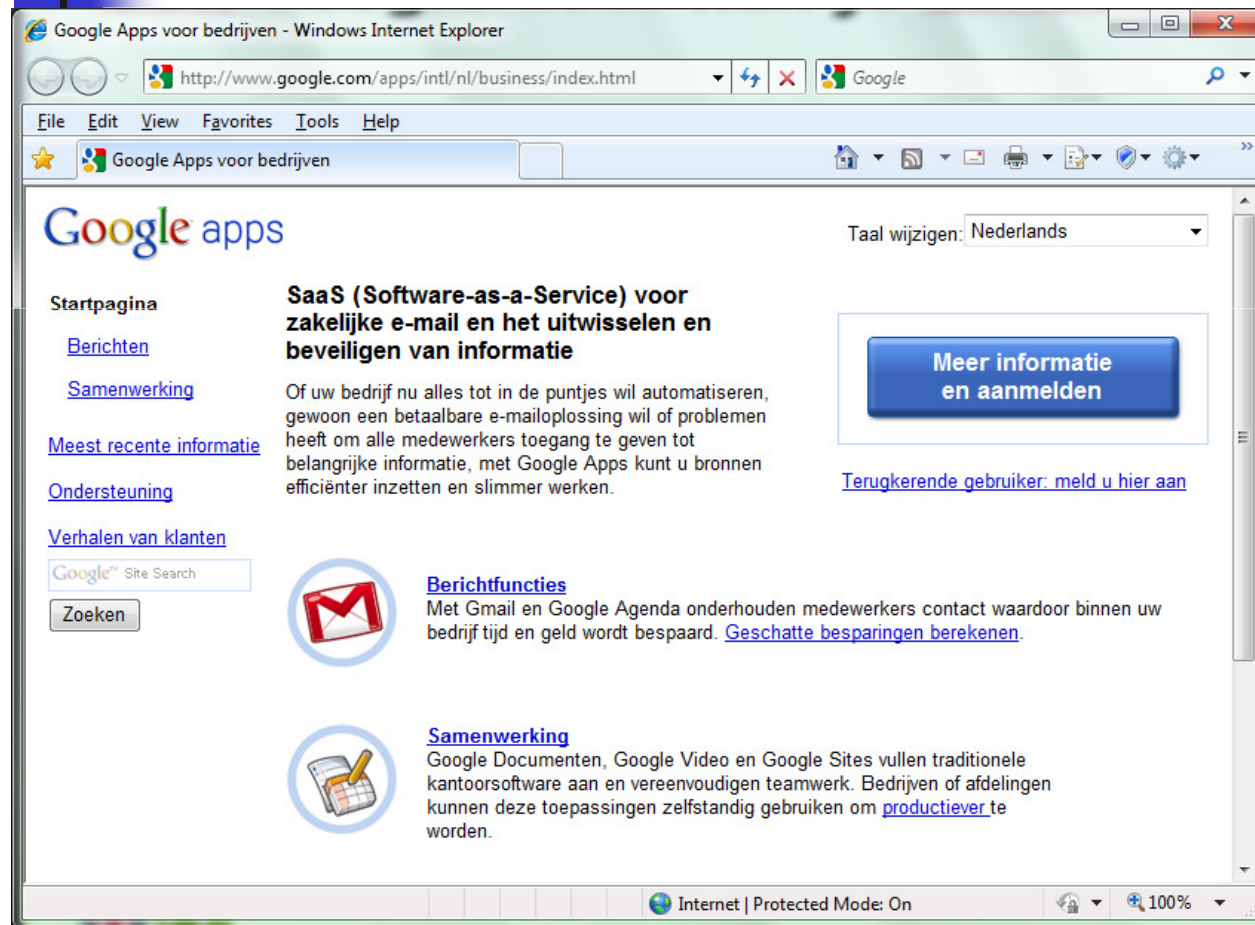 Google Apps voor bedrijven - Windows Internet Explorer
http://www.google.com/apps/intl/nl/business/index.html
Google
File Edit View Favorites Tools Help
Google Apps voor bedrijven
Google apps
Taal wijzigen: Nederlands
Startpagina
Berichten
Samenwerking
Meest recente informatie
Ondersteuning
Verhalen van klanten
Google™ Site Search
Zoeken
SaaS (Software-as-a-Service) voor
zakelijke e-mail en het uitwisselen en
beveiligen van informatie
Of uw bedrijf nu alles tot in de puntjes wil automatiseren,
gewoon een betaalbare e-mailoplossing wil of problemen
heeft om alle medewerkers toegang te geven tot
belangrijke informatie, met Google Apps kunt u bronnen
efficiënter inzetten en slimmer werken.
Meer informatie
en aanmelden
Terugkerende gebruiker: meld u hier aan
Berichtfuncties
Met Gmail en Google Agenda onderhouden medewerkers contact waardoor binnen uw
bedrijf tijd en geld wordt bespaard. Geschatte besparingen berekenen.
Samenwerking
Google Documenten, Google Video en Google Sites vullen traditionele
kantoorsoftware aan en vereenvoudigen teamwerk. Bedrijven of afdelingen
kunnen deze toepassingen zelfstandig gebruiken om productiever te
worden.
Internet | Protected Mode: On
100%